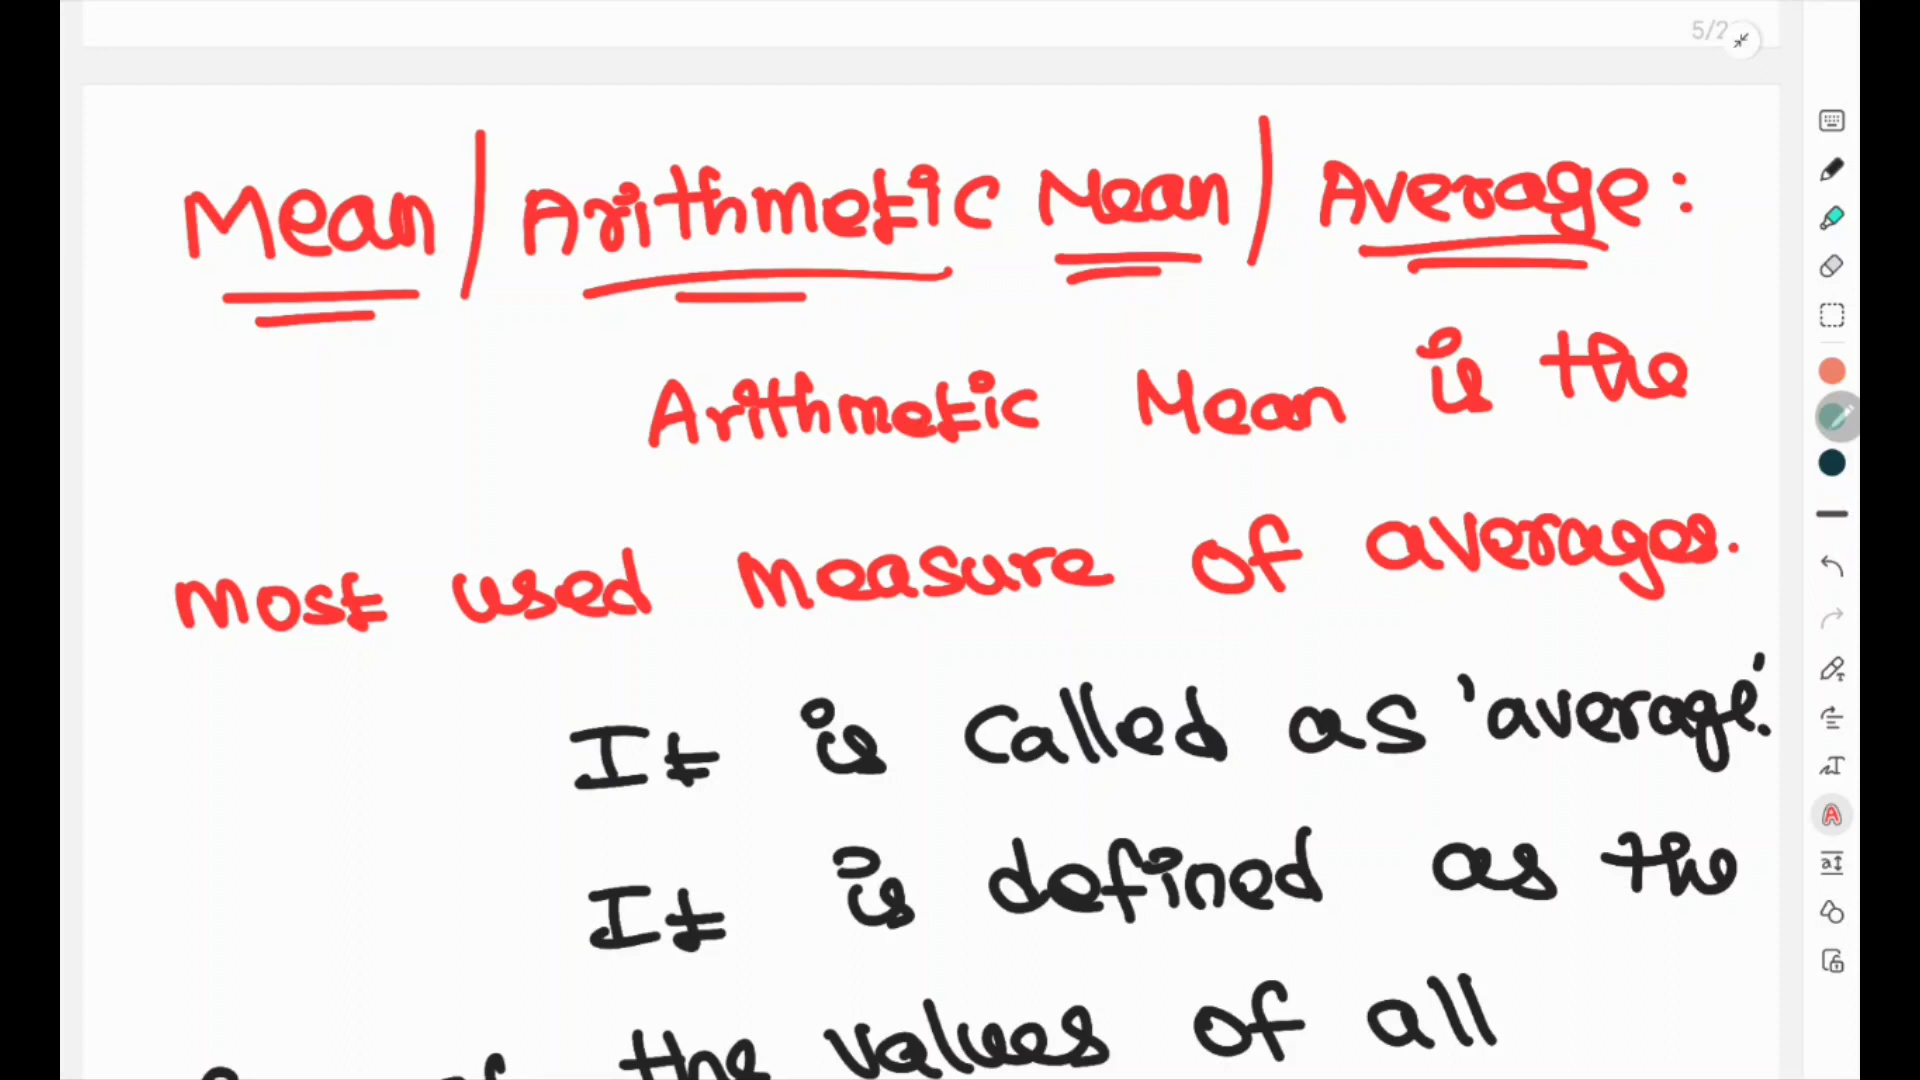 5/2
Mean/Arithmetic Mean/Average:
Arithmetic Mean is the
most used measure of averages.
It is called as 'average'.
It is defined as the
the values of all